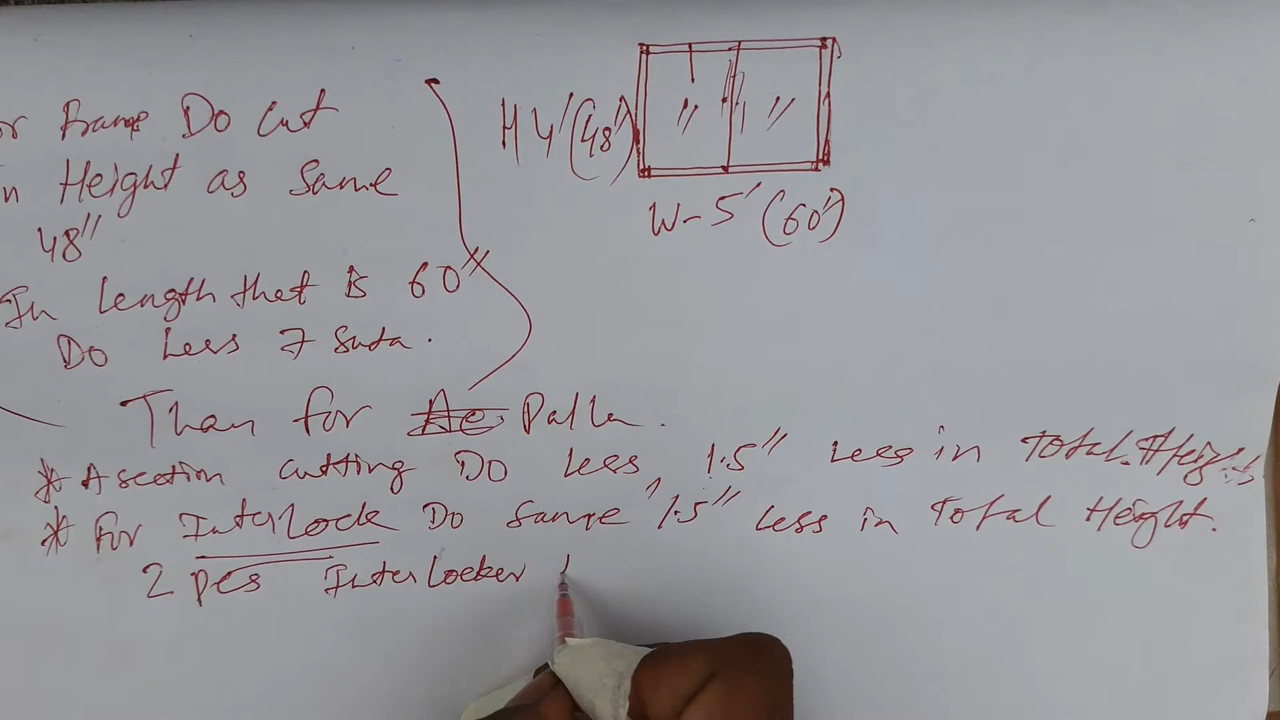 or Frame Do Cut
n Height as Same
48"
In Length that is 60"
Do Less 7 Suta.
Than for Palla.
* A section cutting Do less 1.5" Less in Total Height
* For InterLock Do Same 1.5" Less in Total Height.
2 pcs InterLocker
H 4' (48")
W - 5' (60")